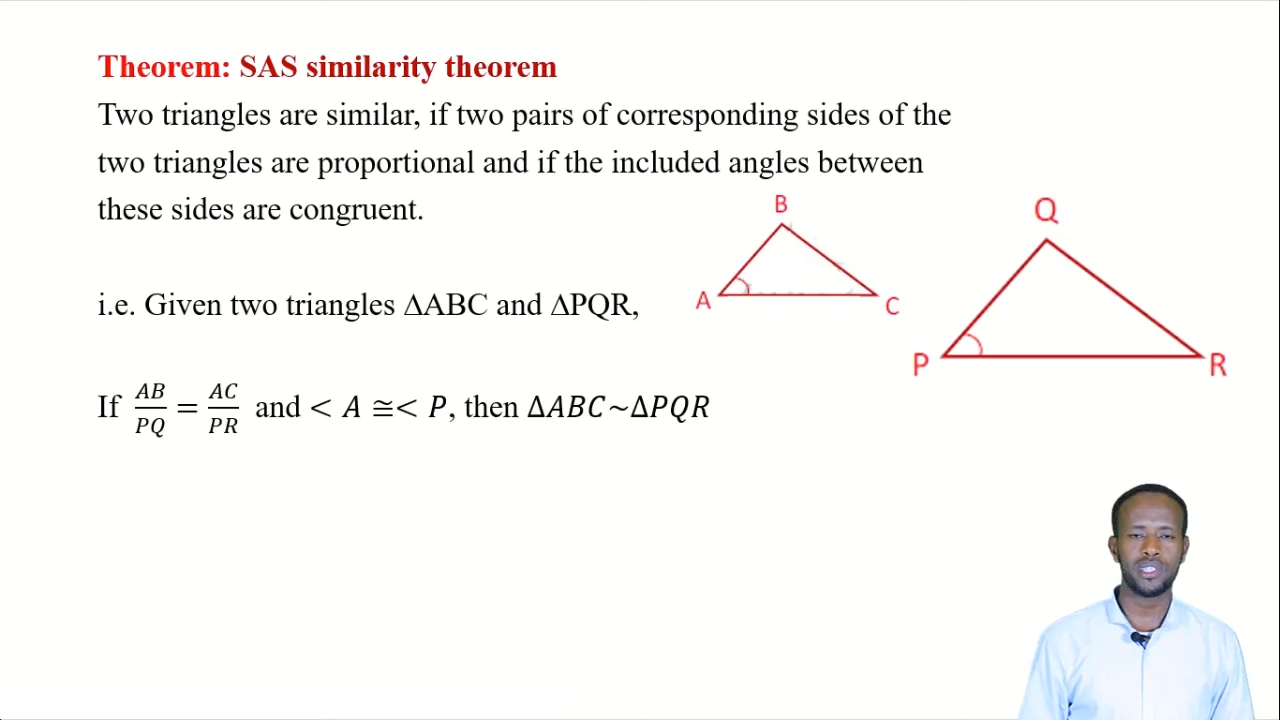 Theorem: SAS similarity theorem
Two triangles are similar, if two pairs of corresponding sides of the
two triangles are proportional and if the included angles between
these sides are congruent.
B
Q
A
C
i.e. Given two triangles ΔABC and ΔPQR,
P
R
If AB/PQ = AC/PR and < A ≅< P, then ΔABC~ΔPQR